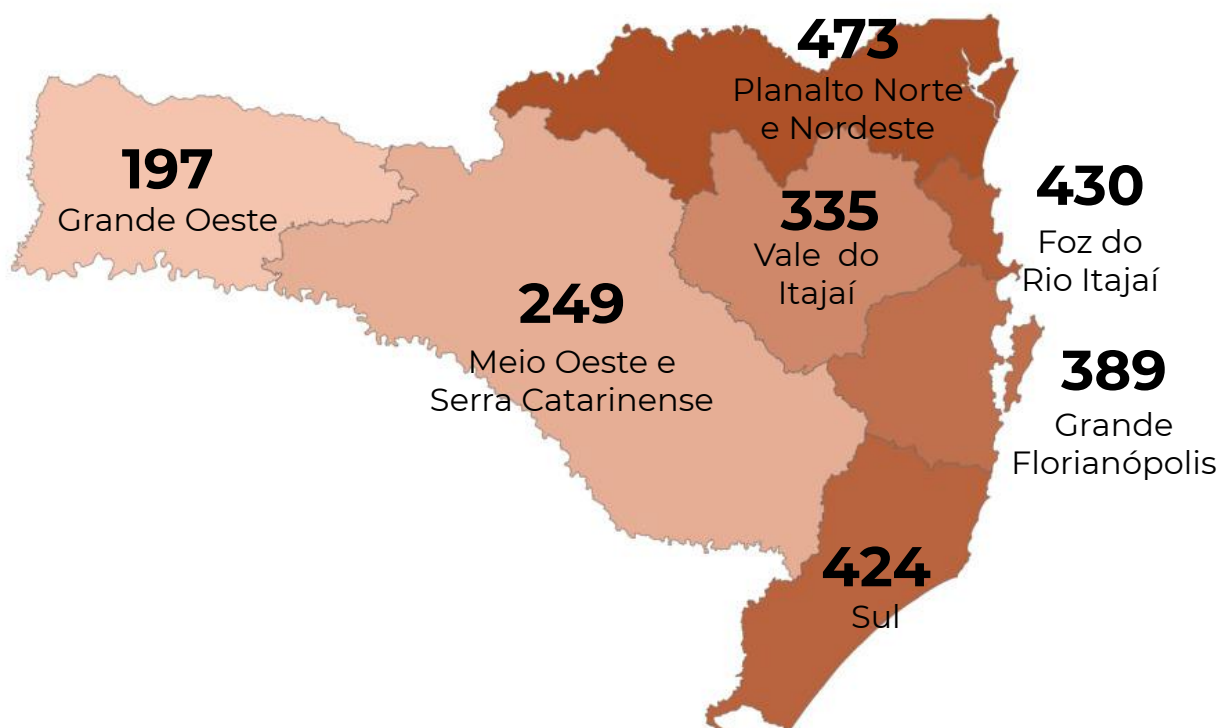 473
Planalto Norte
e Nordeste
197
Grande Oeste
335
Vale do
Itajaí
430
Foz do
Rio Itajaí
249
Meio Oeste e
Serra Catarinense
389
Grande
Florianópolis
424
Sul